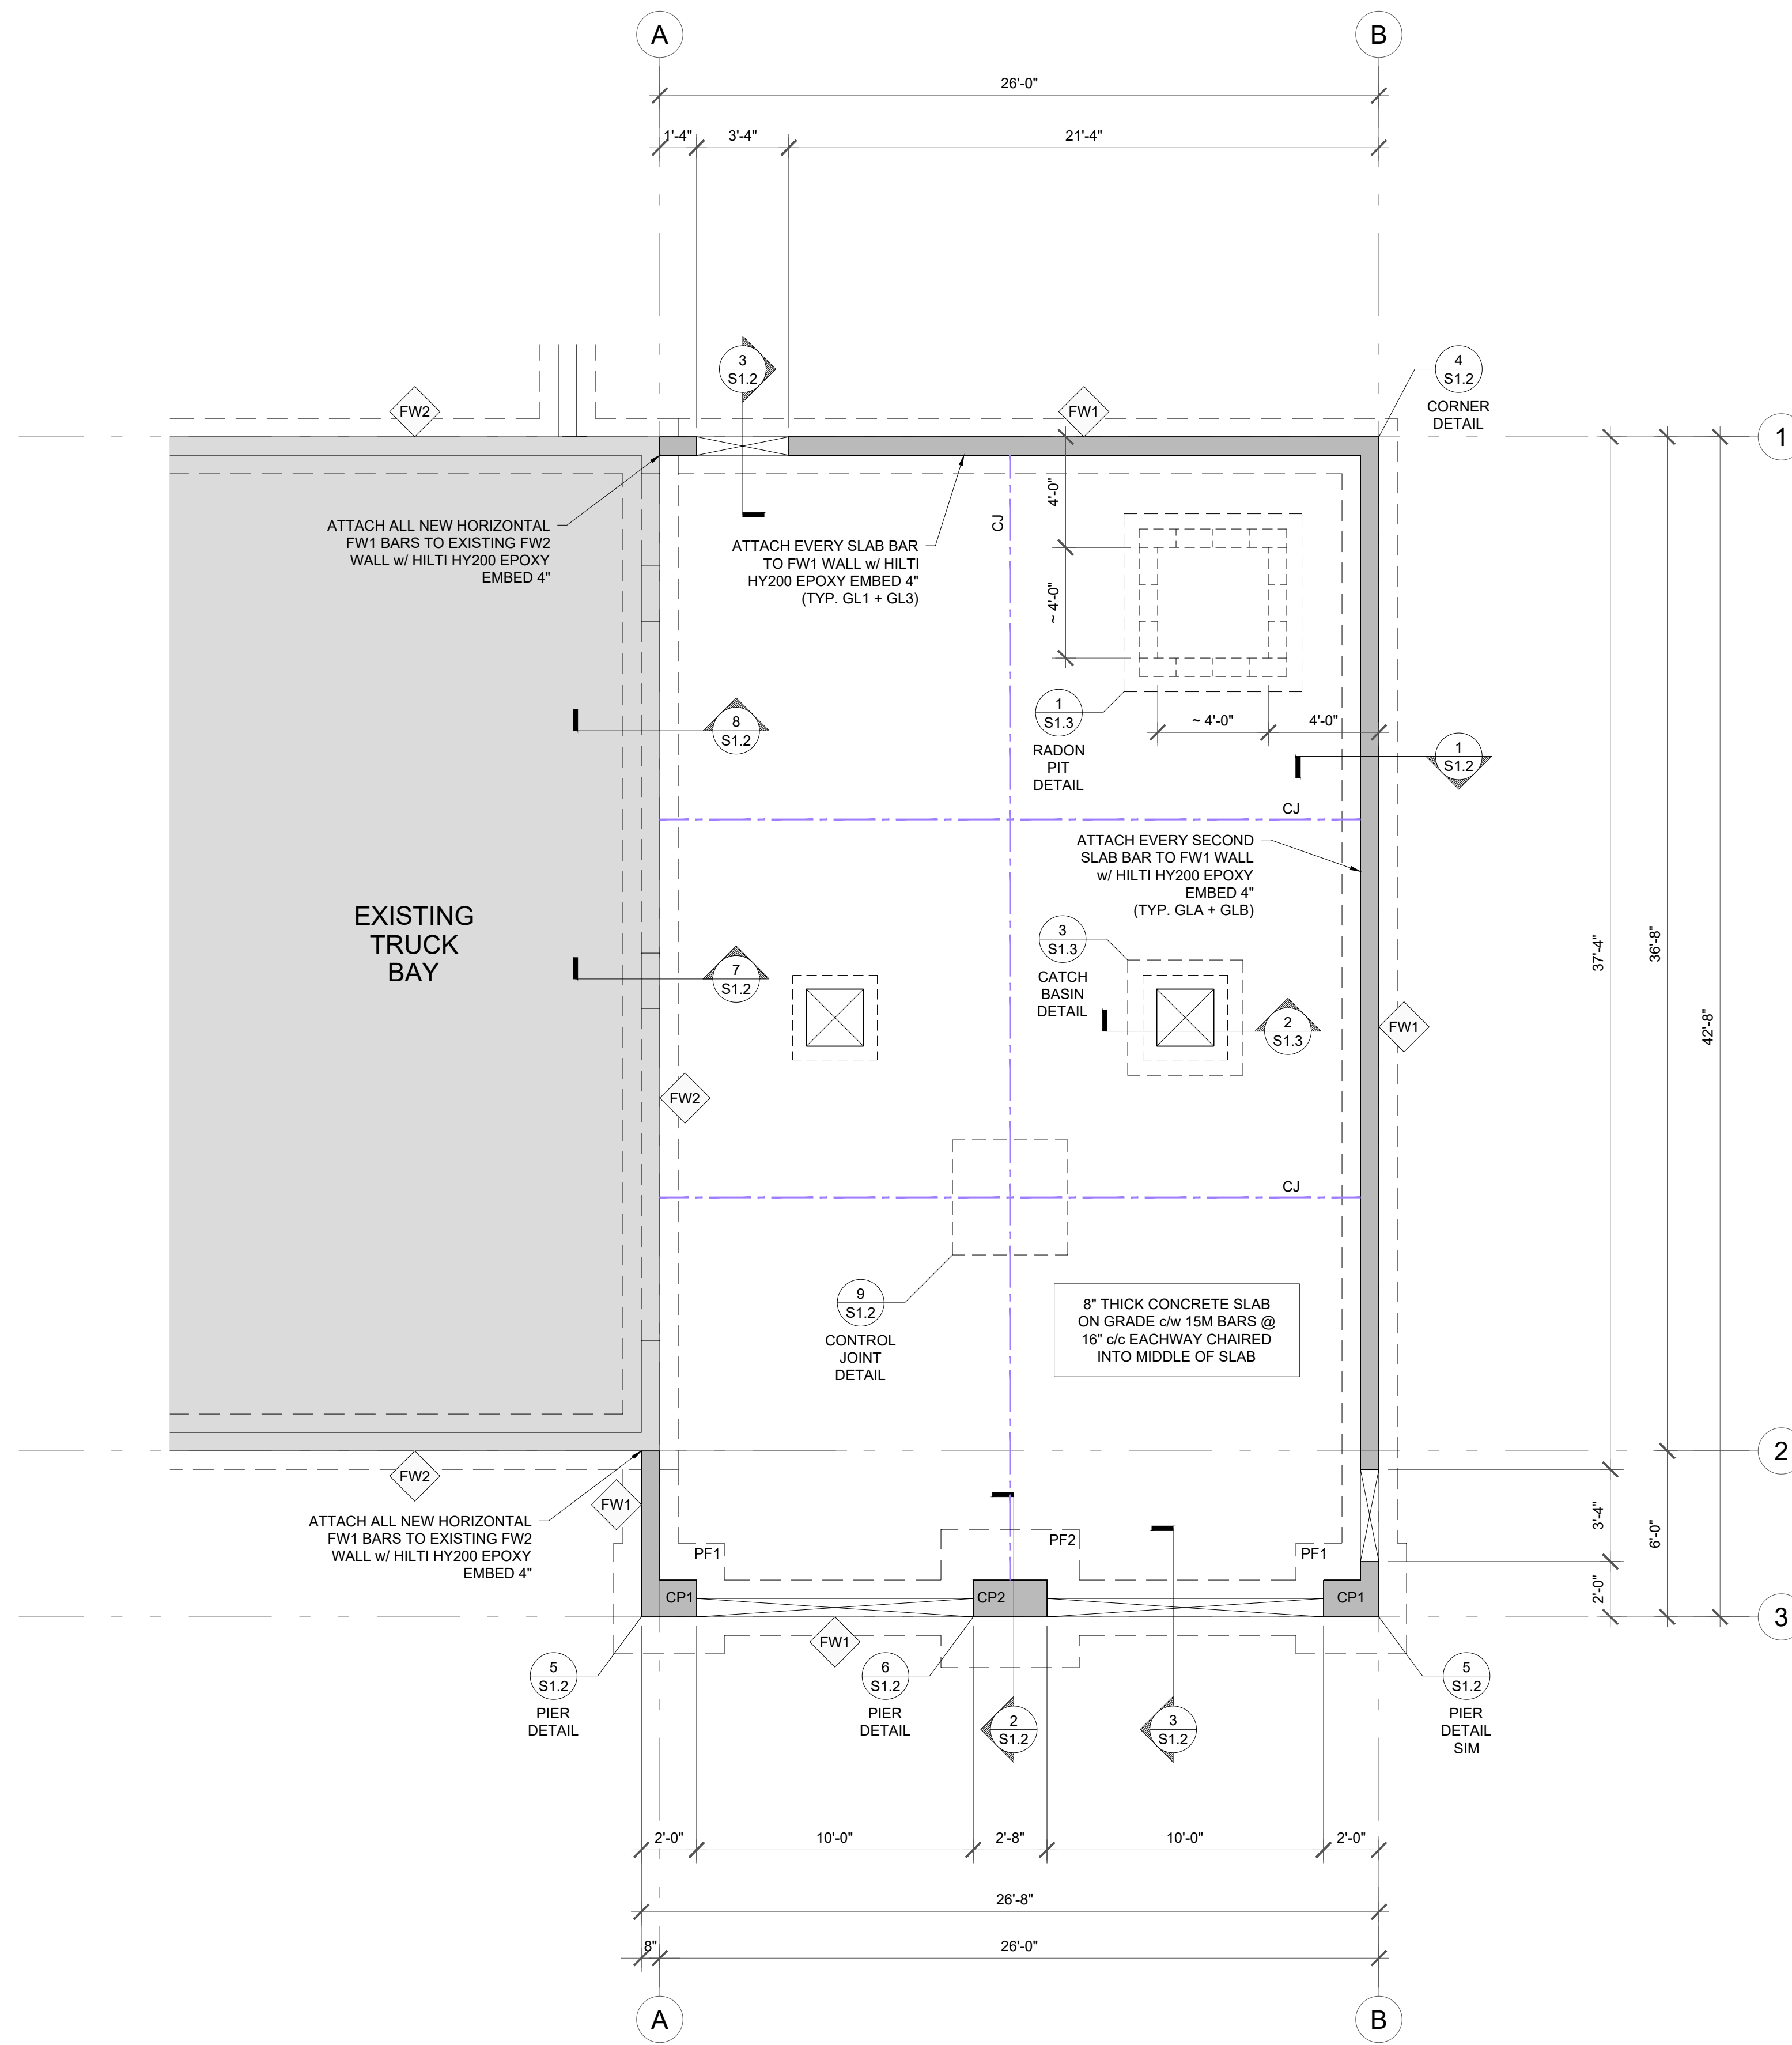 A
B
26'-0"
1'-4"
3'-4"
21'-4"
3
S1.2
4
S1.2
CORNER
DETAIL
FW2
FW1
1
ATTACH ALL NEW HORIZONTAL
FW1 BARS TO EXISTING FW2
WALL w/ HILTI HY200 EPOXY
EMBED 4"
ATTACH EVERY SLAB BAR
TO FW1 WALL w/ HILTI
HY200 EPOXY EMBED 4"
(TYP. GL1 + GL3)
CJ
4'-0"
~ 4'-0"
1
S1.3
RADON
PIT
DETAIL
~ 4'-0"
4'-0"
8
S1.2
1
S1.2
CJ
ATTACH EVERY SECOND
SLAB BAR TO FW1 WALL
w/ HILTI HY200 EPOXY
EMBED 4"
(TYP. GLA + GLB)
EXISTING
TRUCK
BAY
7
S1.2
3
S1.3
CATCH
BASIN
DETAIL
2
S1.3
FW1
37'-4"
36'-8"
42'-8"
FW2
CJ
9
S1.2
CONTROL
JOINT
DETAIL
8" THICK CONCRETE SLAB
ON GRADE c/w 15M BARS @
16" c/c EACHWAY CHAIRED
INTO MIDDLE OF SLAB
2
FW2
FW1
ATTACH ALL NEW HORIZONTAL
FW1 BARS TO EXISTING FW2
WALL w/ HILTI HY200 EPOXY
EMBED 4"
PF1
PF2
PF1
3'-4"
6'-0"
2'-0"
CP1
CP2
CP1
3
FW1
5
S1.2
PIER
DETAIL
6
S1.2
PIER
DETAIL
2
S1.2
3
S1.2
5
S1.2
PIER
DETAIL
SIM
2'-0"
10'-0"
2'-8"
10'-0"
2'-0"
26'-8"
8"
26'-0"
A
B